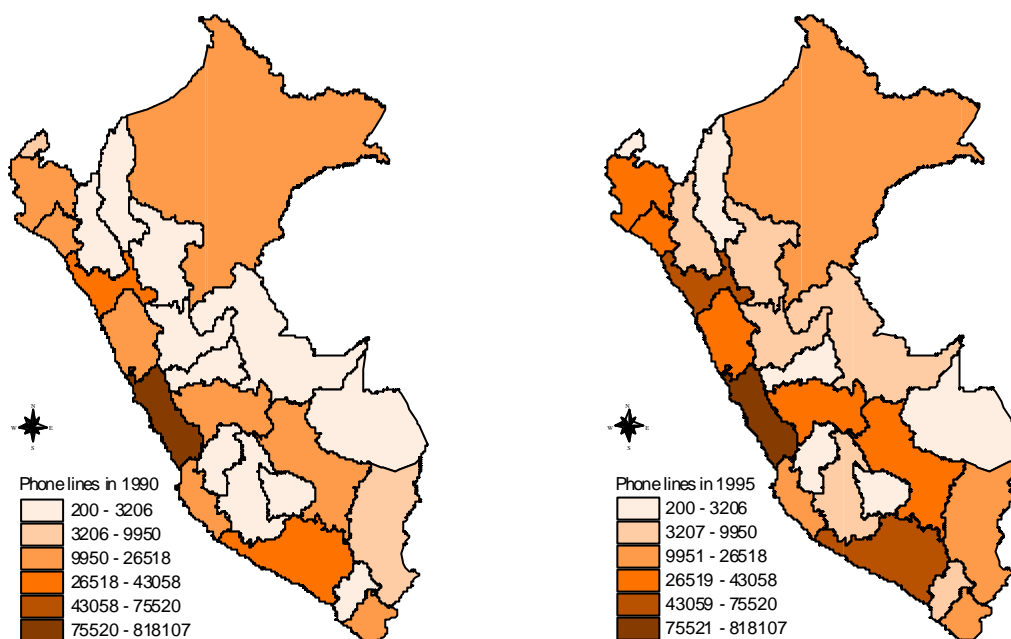 N
W E
S
Phone lines in 1990
200 - 3206
3206 - 9950
9950 - 26518
26518 - 43058
43058 - 75520
75520 - 818107
N
W E
S
Phone lines in 1995
200 - 3206
3207 - 9950
9951 - 26518
26519 - 43058
43059 - 75520
75521 - 818107